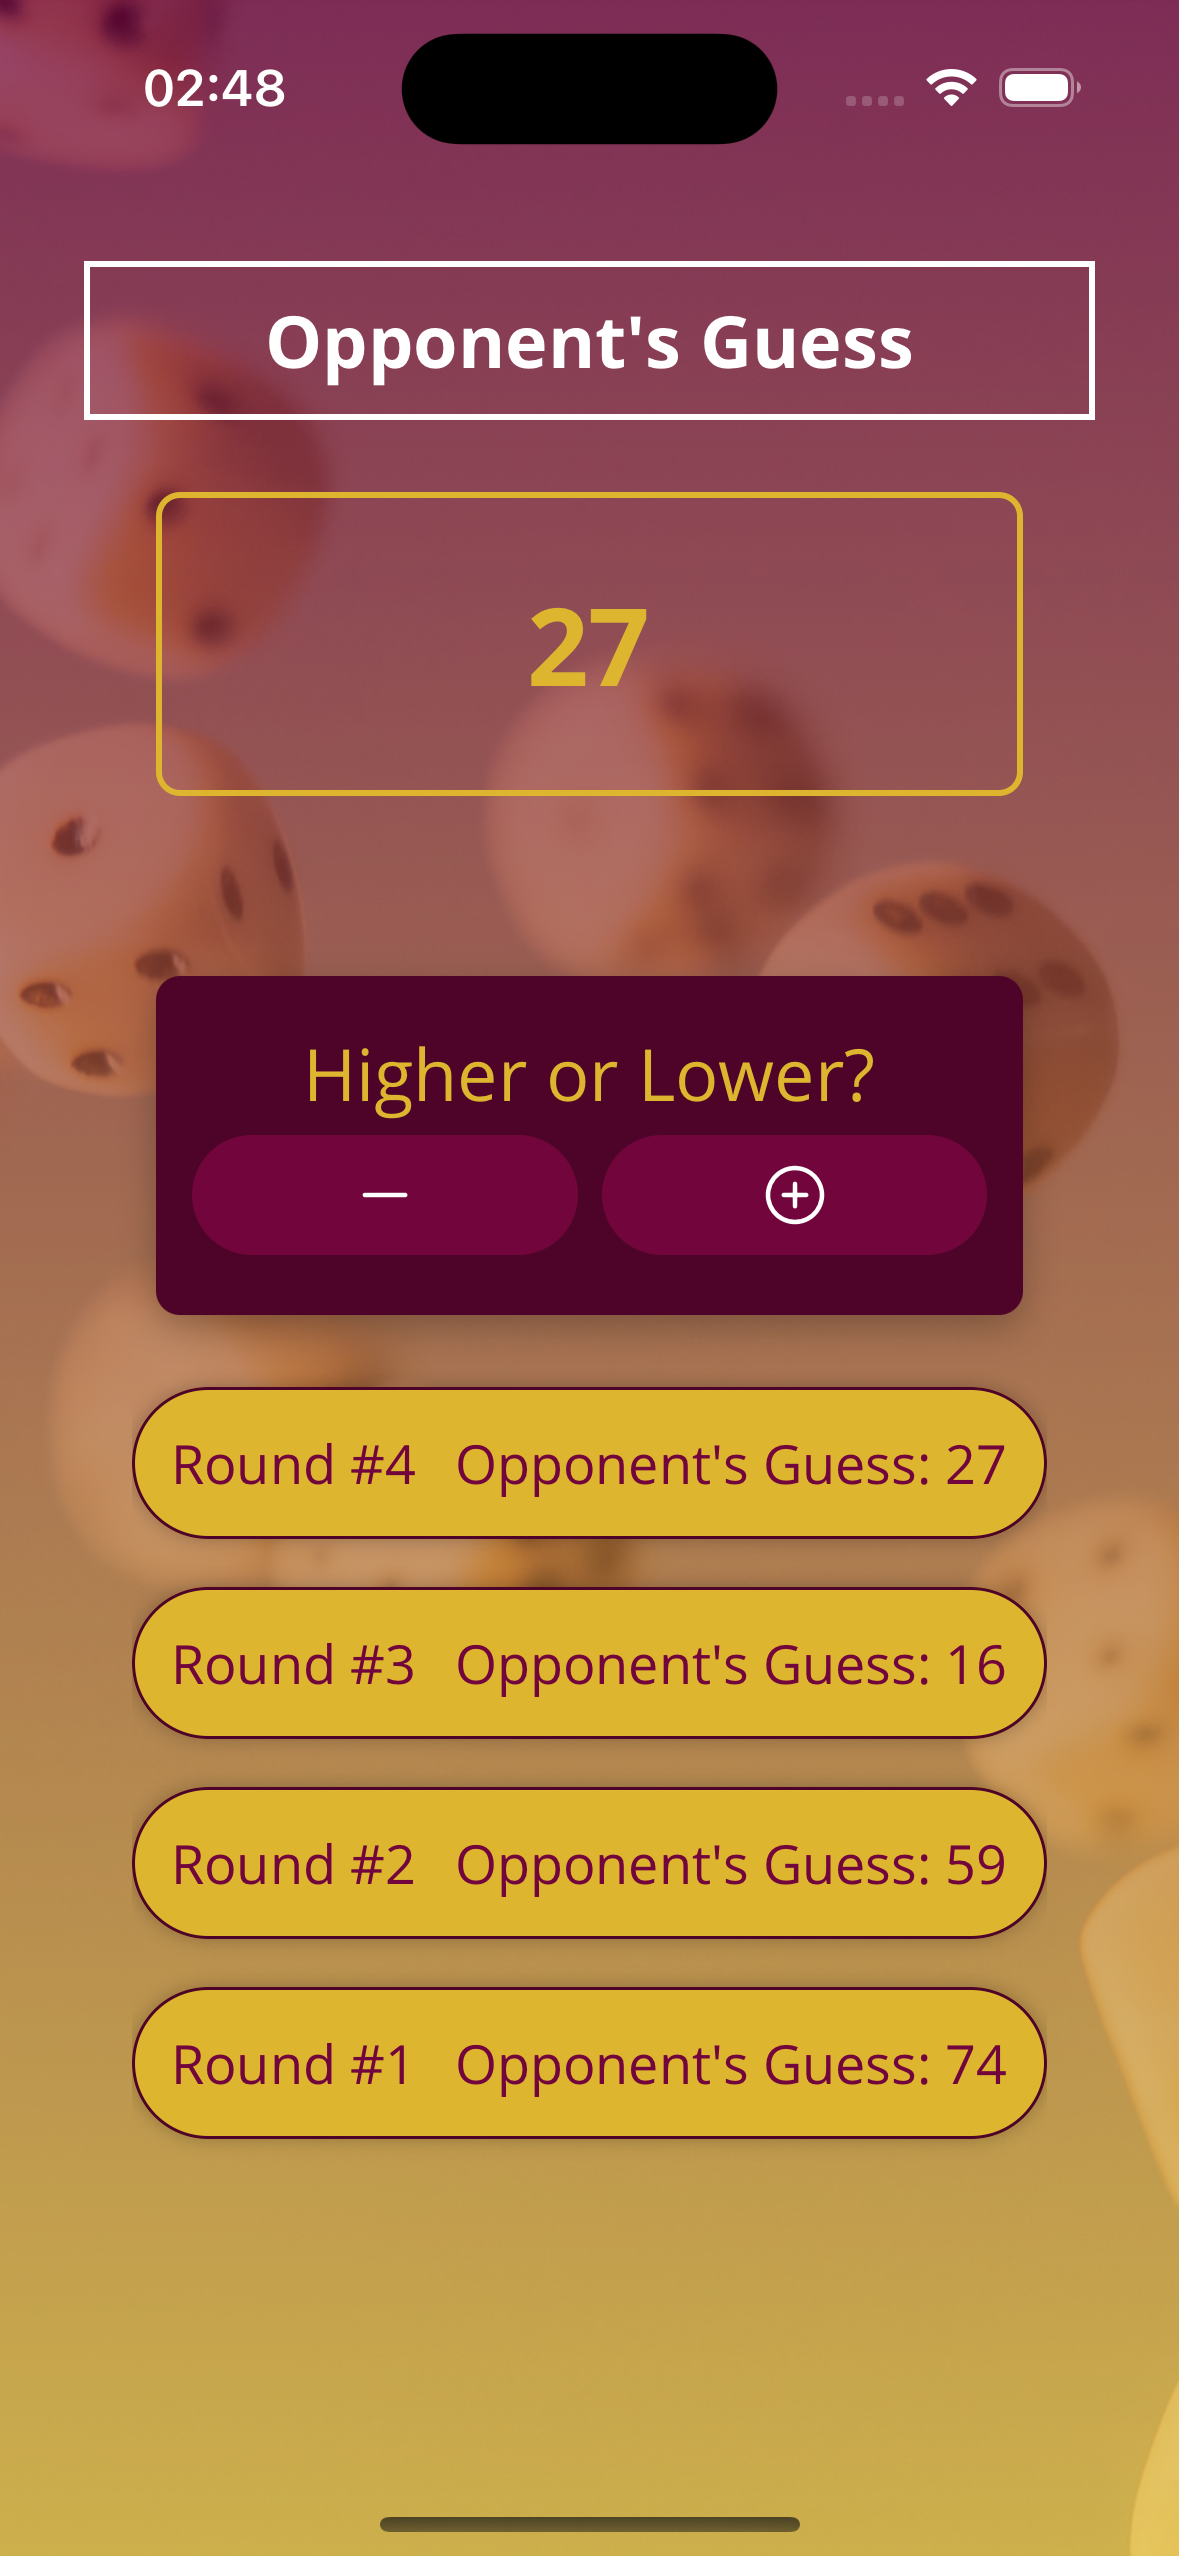 02:48
Opponent's Guess
27
Higher or Lower?
Round #4 Opponent's Guess: 27
Round #3 Opponent's Guess: 16
Round #2 Opponent's Guess: 59
Round #1 Opponent's Guess: 74